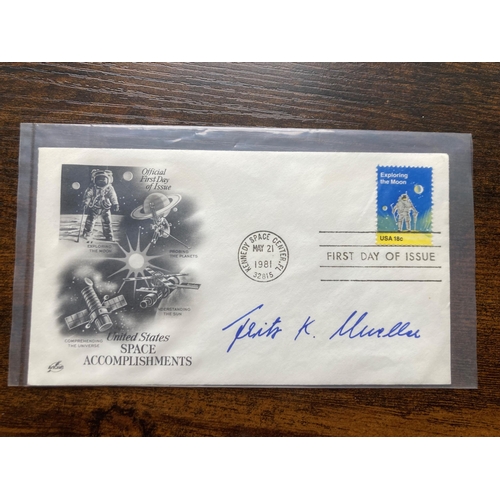 Official
First Day
of Issue
EXPLORING
THE MOON
PROBING
THE PLANETS
UNDERSTANDING
THE SUN
COMPREHENDING
THE UNIVERSE
United States
SPACE
ACCOMPLISHMENTS
KENNEDY SPACE CENTER, FL
MAY 21
1981
32815
Exploring
the Moon
USA 18c
FIRST DAY OF ISSUE
Fritz K. Mueller